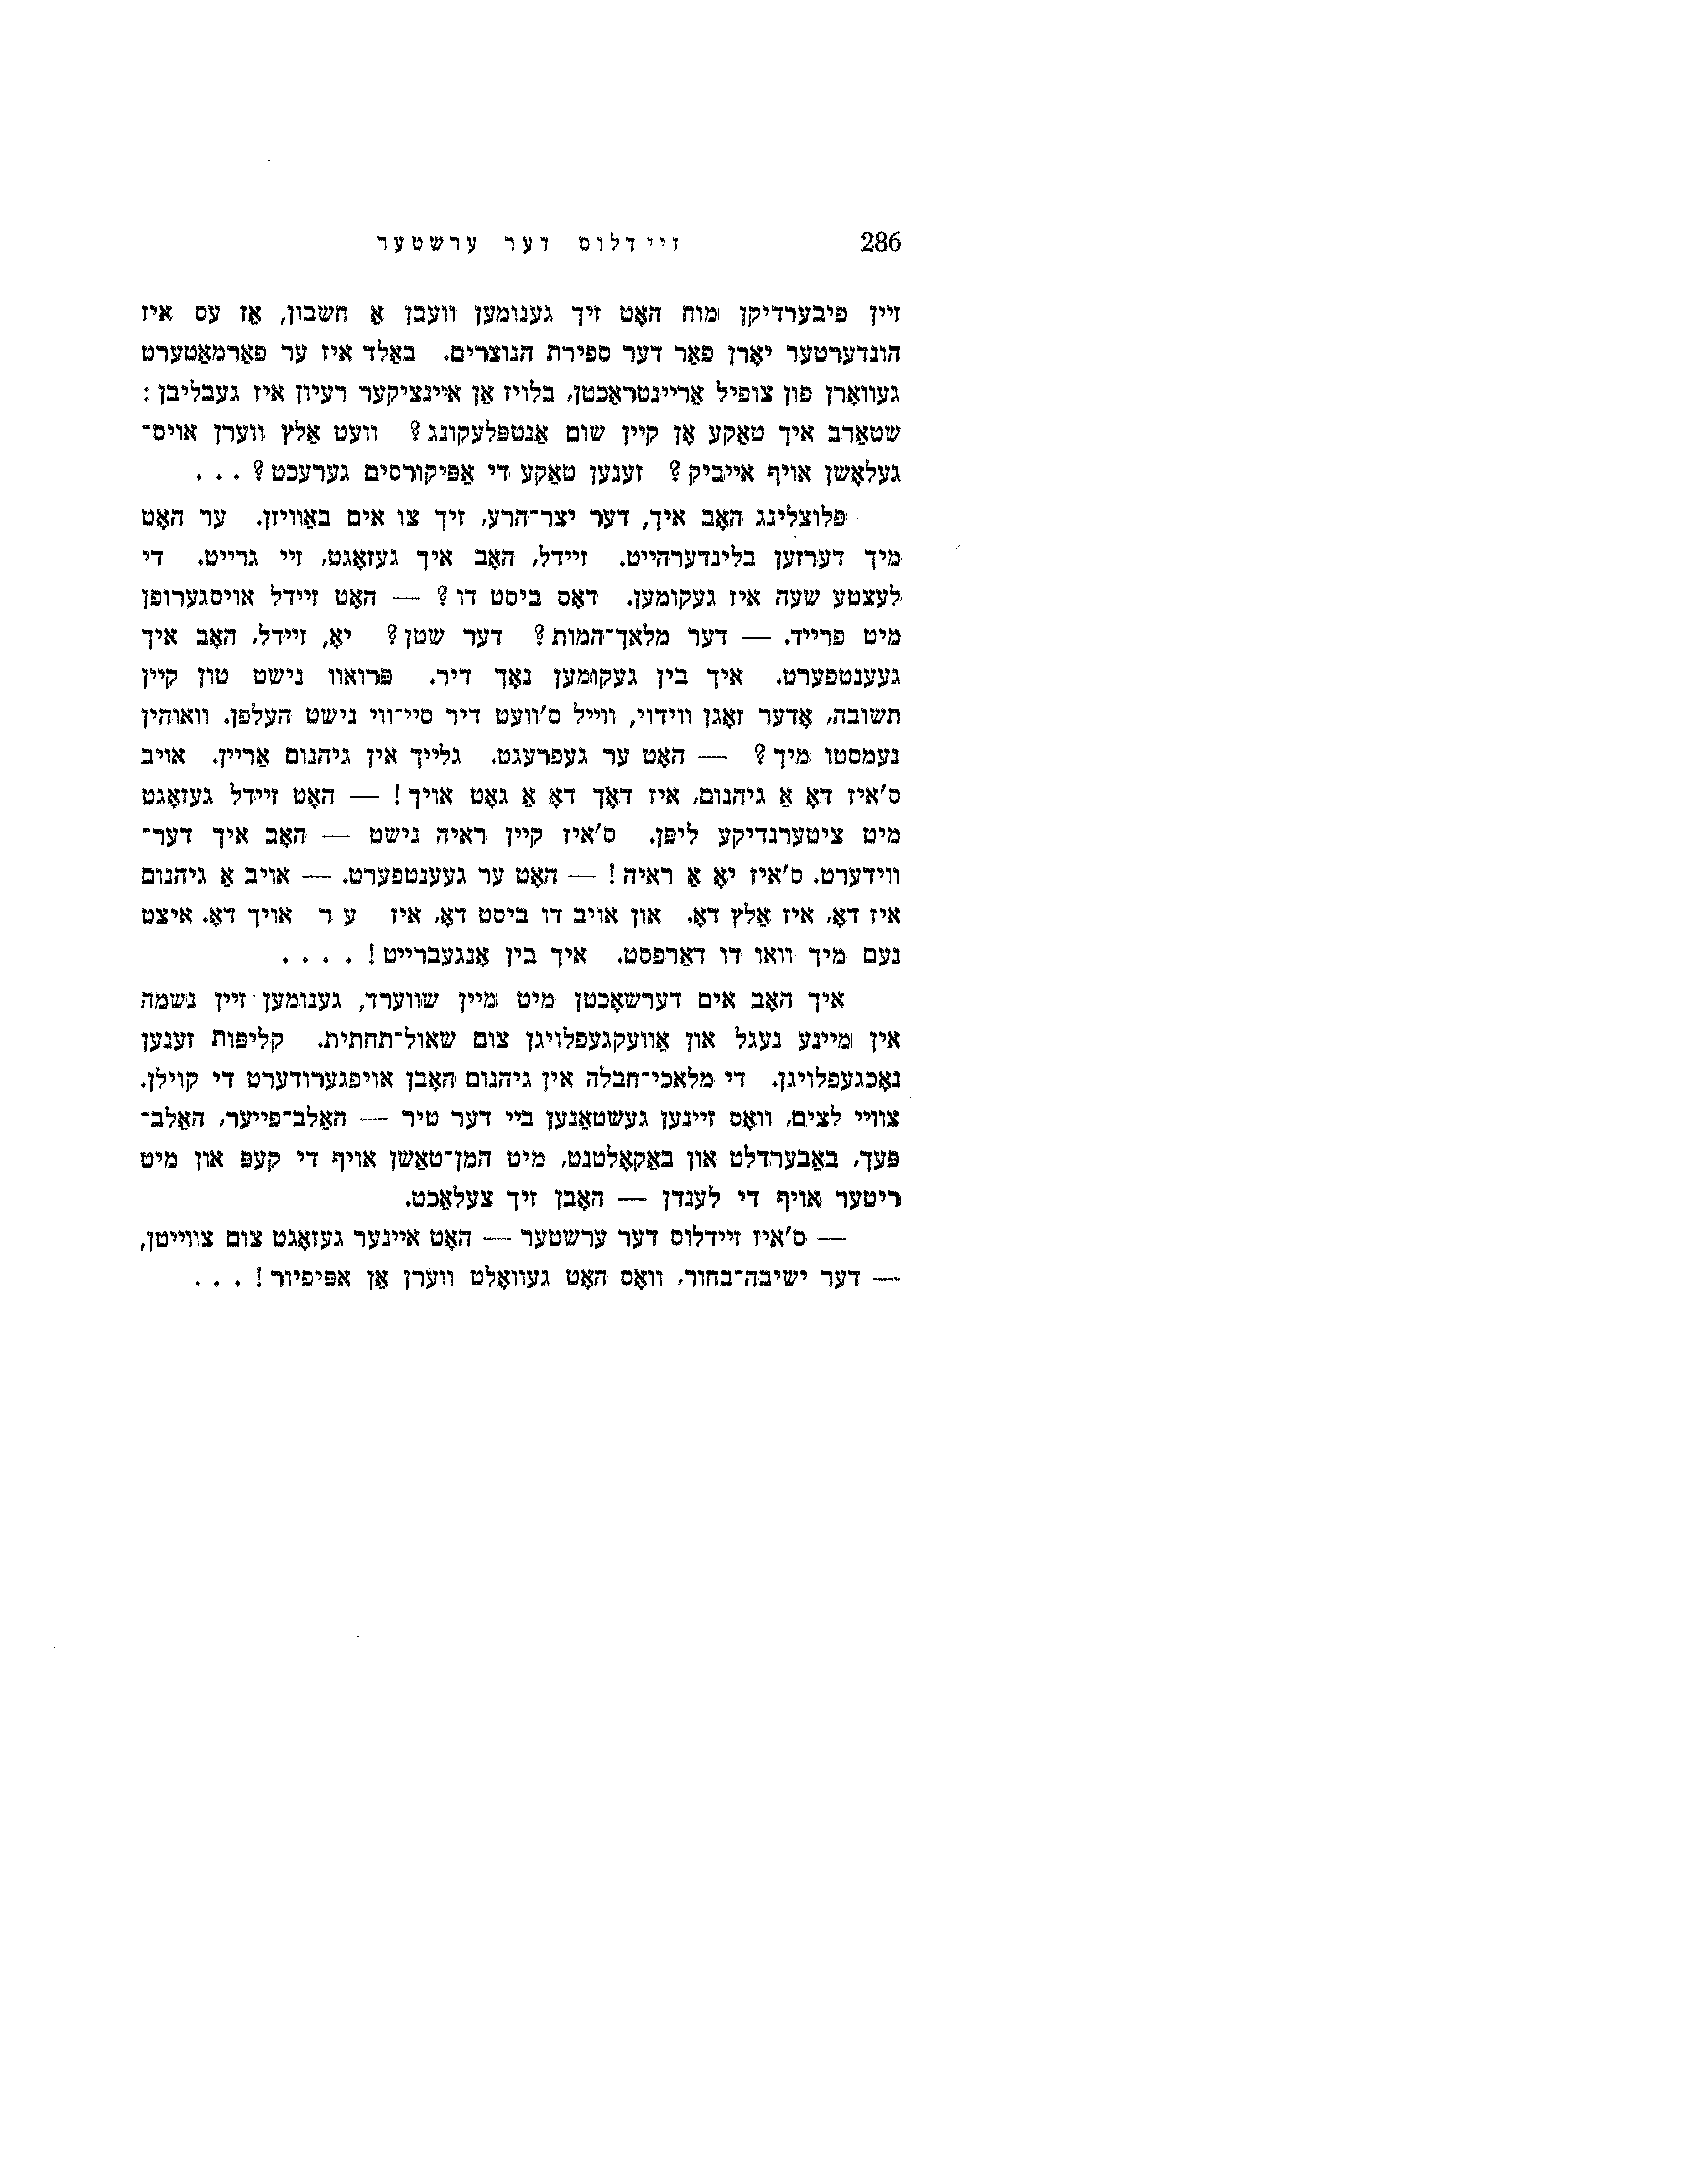 286 זיידלוס דער ערשטער
זיין פיבערדיקן מוח האָט זיך גענומען וועבן אַ חשבון, אַז עס איז
הונדערטער יאָרן פאַר דער ספירת הנוצרים. באַלד איז ער פאַרמאַטערט
געוואָרן פון צופיל אַריינטראַכטן, בלויז אַן איינציקער רעיון איז געבליבן:
שטאַרב איך טאַקע אָן קיין שום אַנטפּלעקונג? וועט אַלץ ווערן אויס־
געלאָשן אויף אייביק? זענען טאַקע די אַפּיקורסים גערעכט?...
פּלוצלינג האָב איך, דער יצר־הרע, זיך צו אים באַוויזן. ער האָט
מיך דערזען בלינדערהייט. זיידל, האָב איך געזאָגט, זיי גרייט. די
לעצטע שעה איז געקומען. דאָס ביסט דו? — האָט זיידל אויסגערופן
מיט פרייד. — דער מלאך־המות? דער שטן? יאָ, זיידל, האָב איך
געענטפערט. איך בין געקומען נאָך דיר. פּרואוו נישט טון קיין
תשובה, אָדער זאָגן ווידוי, ווייל ס'וועט דיר סיי־ווי נישט העלפן. וואוהין
נעמסטו מיך? — האָט ער געפרעגט. גלייך אין גיהנום אַריין. אויב
ס'איז דאָ אַ גיהנום, איז דאָך דאָ אַ גאָט אויך! — האָט זיידל געזאָגט
מיט ציטערנדיקע ליפּן. ס'איז קיין ראיה נישט — האָב איך דער־
ווידערט. ס'איז יאָ אַ ראיה! — האָט ער געענטפערט. — אויב אַ גיהנום
איז דאָ, איז אַלץ דאָ. און אויב דו ביסט דאָ, איז ער אויך דאָ. איצט
נעם מיך וואו דו דאַרפסט. איך בין אָנגעברייט!....
איך האָב אים דערשאָכטן מיט מיין שווערד, גענומען זיין נשמה
אין מיינע נעגל און אַוועקגעפלויגן צום שאול־תחתית. קליפּות זענען
נאָכגעפלויגן. די מלאכי־חבלה אין גיהנום האָבן אויפגערודערט די קוילן.
צוויי לצים, וואָס זיינען געשטאַנען ביי דער טיר — האַלב־פייער, האַלב־
פּעך, באַבערדלט און באַקאָלטנט, מיט המן־טאַשן אויף די קעפּ און מיט
ריטער אויף די לענדן — האָבן זיך צעלאַכט.
— ס'איז זיידלוס דער ערשטער — האָט איינער געזאָגט צום צווייטן,
— דער ישיבה־בחור, וואָס האָט געוואָלט ווערן אַן אפּיפיור!...